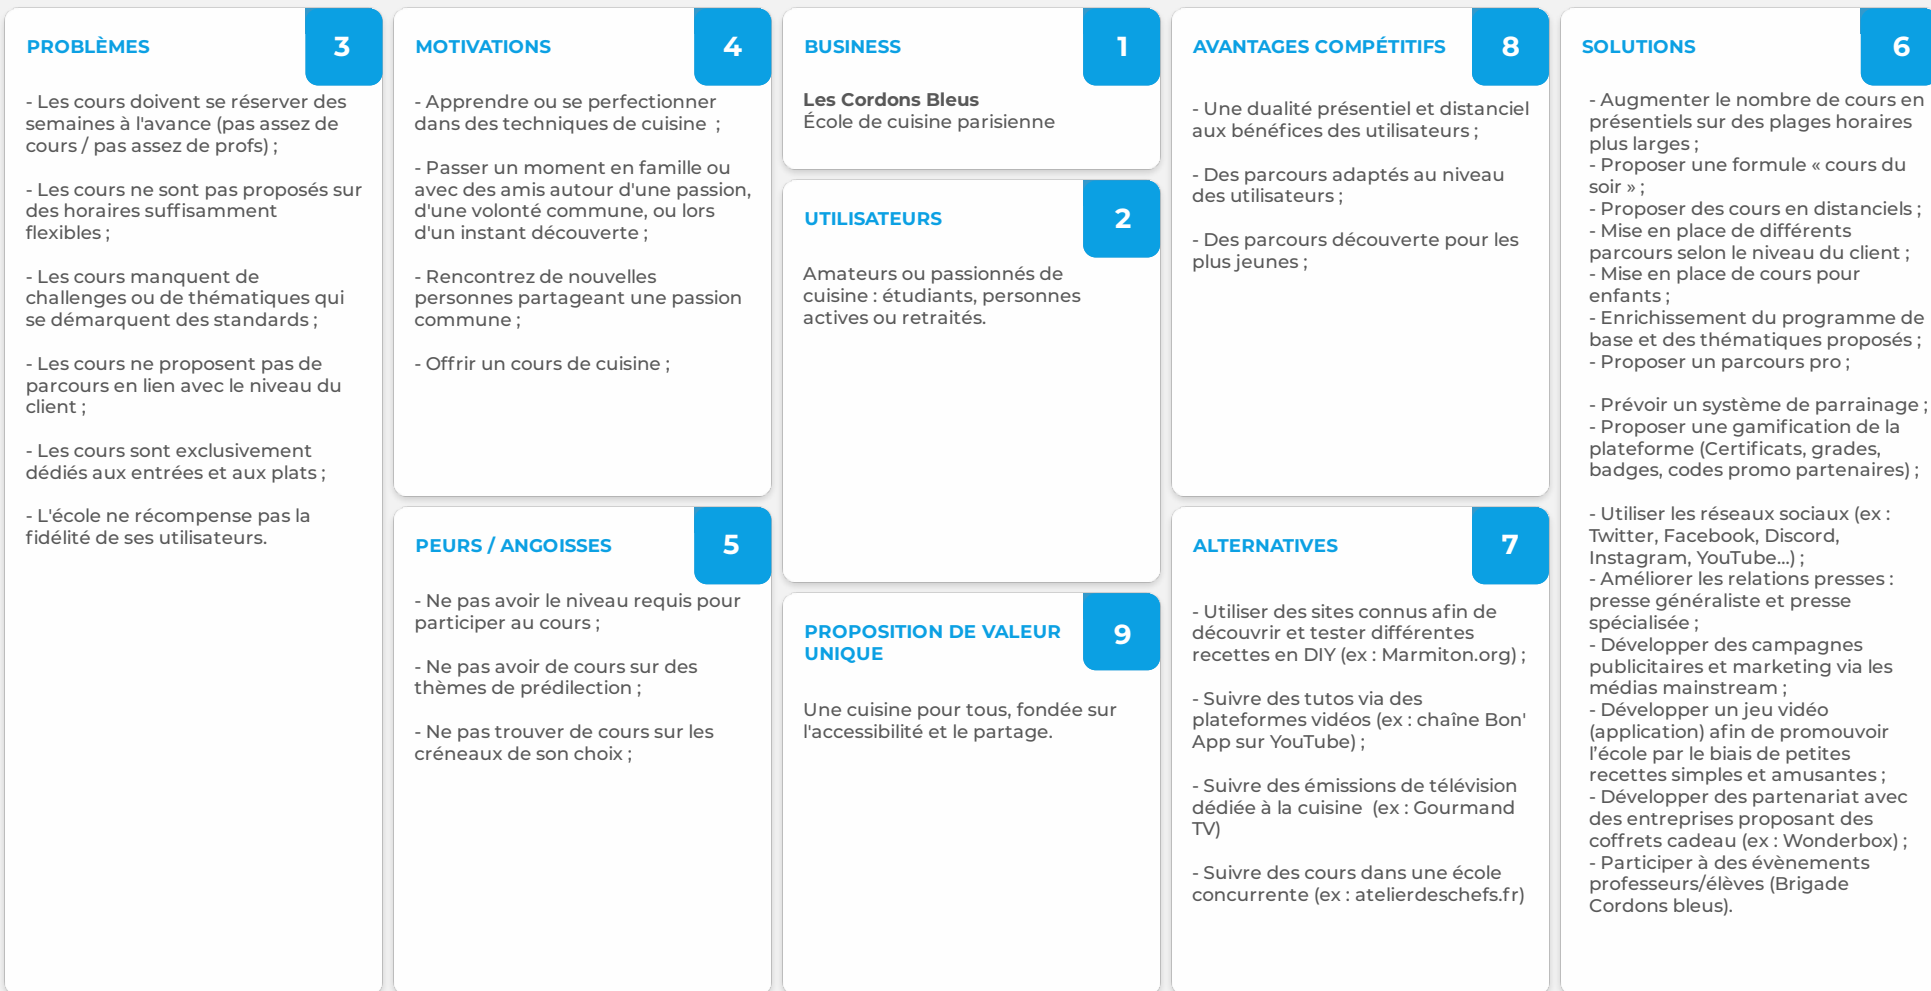 PROBLÈMES
3
- Les cours doivent se réserver des
semaines à l'avance (pas assez de
cours / pas assez de profs) ;
- Les cours ne sont pas proposés sur
des horaires suffisamment
flexibles ;
- Les cours manquent de
challenges ou de thématiques qui
se démarquent des standards ;
- Les cours ne proposent pas de
parcours en lien avec le niveau du
client ;
- Les cours sont exclusivement
dédiés aux entrées et aux plats ;
- L'école ne récompense pas la
fidélité de ses utilisateurs.
MOTIVATIONS
4
- Apprendre ou se perfectionner
dans des techniques de cuisine  ;
- Passer un moment en famille ou
avec des amis autour d'une passion,
d'une volonté commune, ou lors
d'un instant découverte ;
- Rencontrez de nouvelles
personnes partageant une passion
commune ;
- Offrir un cours de cuisine ;
PEURS / ANGOISSES
5
- Ne pas avoir le niveau requis pour
participer au cours ;
- Ne pas avoir de cours sur des
thèmes de prédilection ;
- Ne pas trouver de cours sur les
créneaux de son choix ;
BUSINESS
1
Les Cordons Bleus
École de cuisine parisienne
UTILISATEURS
2
Amateurs ou passionnés de
cuisine : étudiants, personnes
actives ou retraités.
PROPOSITION DE VALEUR
UNIQUE
9
Une cuisine pour tous, fondée sur
l'accessibilité et le partage.
AVANTAGES COMPÉTITIFS
8
- Une dualité présentiel et distanciel
aux bénéfices des utilisateurs ;
- Des parcours adaptés au niveau
des utilisateurs ;
- Des parcours découverte pour les
plus jeunes ;
ALTERNATIVES
7
- Utiliser des sites connus afin de
découvrir et tester différentes
recettes en DIY (ex : Marmiton.org) ;
- Suivre des tutos via des
plateformes vidéos (ex : chaîne Bon'
App sur YouTube) ;
- Suivre des émissions de télévision
dédiée à la cuisine  (ex : Gourmand
TV)
- Suivre des cours dans une école
concurrente (ex : atelierdeschefs.fr)
SOLUTIONS
6
- Augmenter le nombre de cours en
présentiels sur des plages horaires
plus larges ;
- Proposer une formule « cours du
soir » ;
- Proposer des cours en distanciels ;
- Mise en place de différents
parcours selon le niveau du client ;
- Mise en place de cours pour
enfants ;
- Enrichissement du programme de
base et des thématiques proposés ;
- Proposer un parcours pro ;
- Prévoir un système de parrainage ;
- Proposer une gamification de la
plateforme (Certificats, grades,
badges, codes promo partenaires) ;
- Utiliser les réseaux sociaux (ex :
Twitter, Facebook, Discord,
Instagram, YouTube...) ;
- Améliorer les relations presses :
presse généraliste et presse
spécialisée ;
- Développer des campagnes
publicitaires et marketing via les
médias mainstream ;
- Développer un jeu vidéo
(application) afin de promouvoir
l’école par le biais de petites
recettes simples et amusantes ;
- Développer des partenariat avec
des entreprises proposant des
coffrets cadeau (ex : Wonderbox) ;
- Participer à des évènements
professeurs/élèves (Brigade
Cordons bleus).